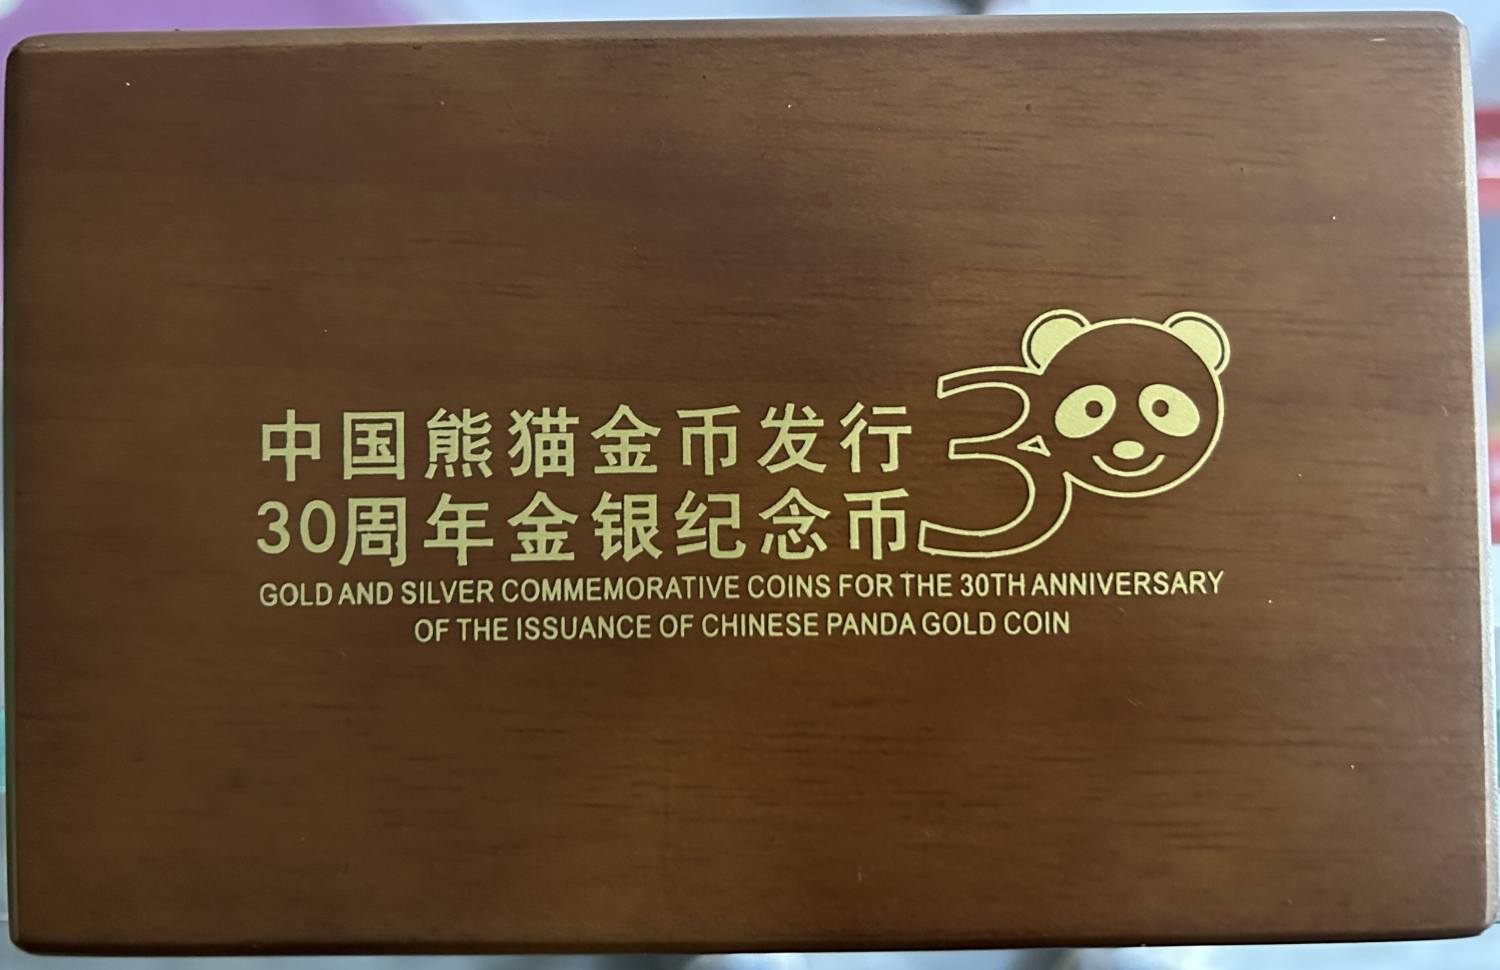 中国熊猫金币发行
30周年金银纪念币
30
GOLD AND SILVER COMMEMORATIVE COINS FOR THE 30TH ANNIVERSARY
OF THE ISSUANCE OF CHINESE PANDA GOLD COIN